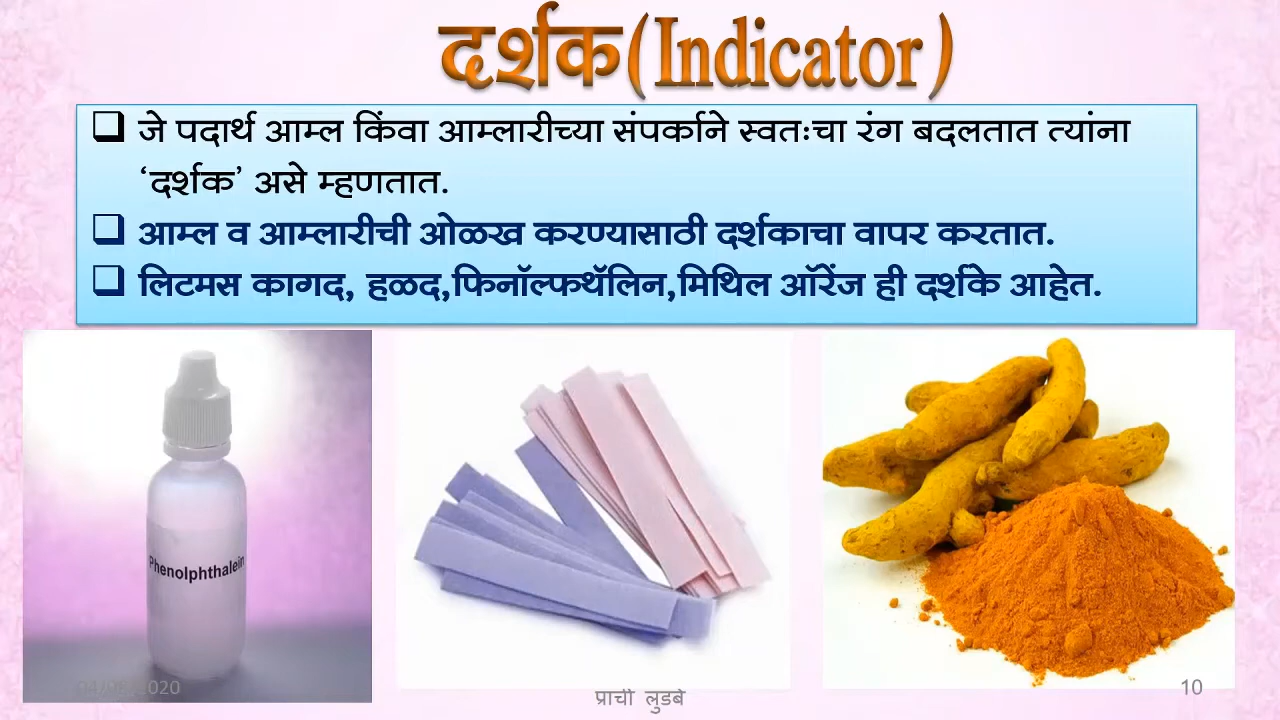 दर्शक(Indicator)
❑ जे पदार्थ आम्ल किंवा आम्लारीच्या संपर्काने स्वतःचा रंग बदलतात त्यांना
‘दर्शक’ असे म्हणतात.
❑ आम्ल व आम्लारीची ओळख करण्यासाठी दर्शकाचा वापर करतात.
❑ लिटमस कागद, हळद,फिनॉल्फथॅलिन,मिथिल ऑरेंज ही दर्शके आहेत.
Phenolphthalein
प्राची लुडबे
10